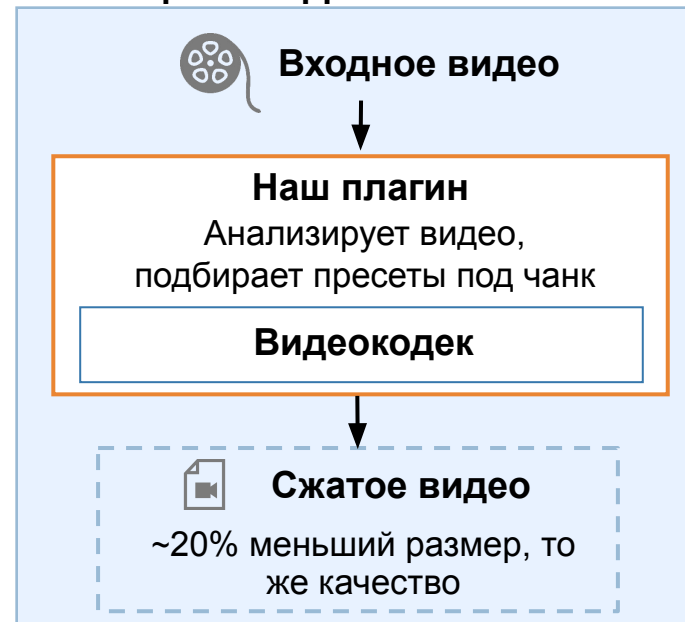 Входное видео
Наш плагин
Анализирует видео,
подбирает пресеты под чанк
Видеокодек
Сжатое видео
~20% меньший размер, то
же качество